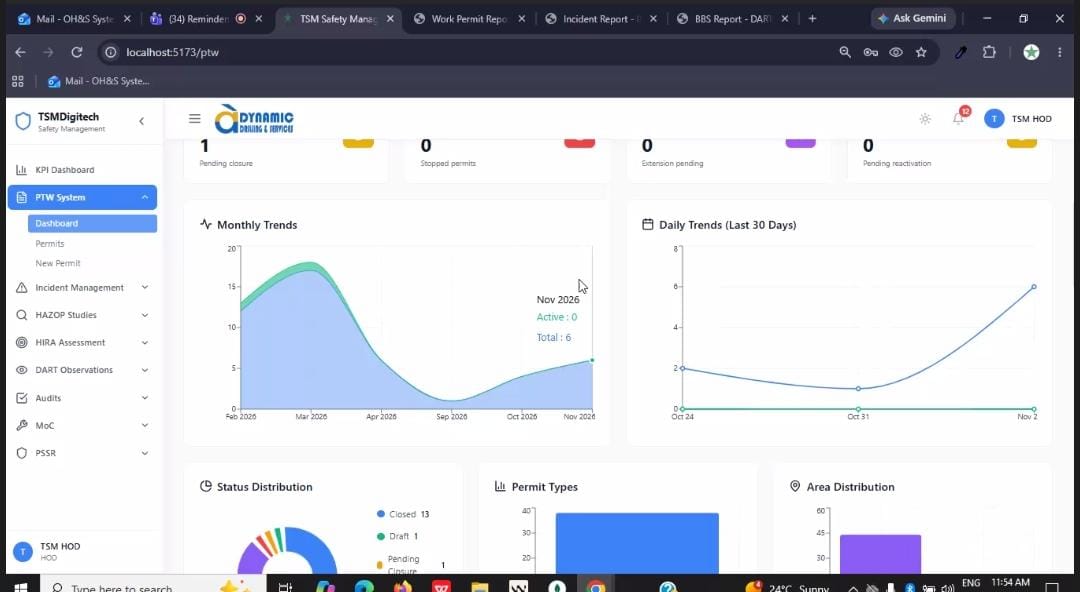 Mail - OH&S Syste
(34) Reminder
TSM Safety Manag
Work Permit Repo
Incident Report -
BBS Report - DART
Ask Gemini
localhost:5173/ptw
Mail - OH&S Syste...
TSMDigitech
Safety Management
DYNAMIC
DRILLING & SERVICES
12
T
TSM HOD
KPI Dashboard
PTW System
Dashboard
Permits
New Permit
Incident Management
HAZOP Studies
HIRA Assessment
DART Observations
Audits
MoC
PSSR
T
TSM HOD
HOD
1
Pending closure
0
Stopped permits
0
Extension pending
0
Pending reactivation
Monthly Trends
20
15
10
5
0
Feb 2026 Mar 2026 Apr 2026 Sep 2026 Oct 2026 Nov 2026
Nov 2026
Active : 0
Total : 6
Daily Trends (Last 30 Days)
8
6
4
2
0
Oct 24 Oct 31 Nov 2
Status Distribution
Closed 13
Draft 1
Pending
Closure 1
Permit Types
40
30
20
Area Distribution
60
45
30
Type here to search
24°C Sunny
ENG 11:54 AM